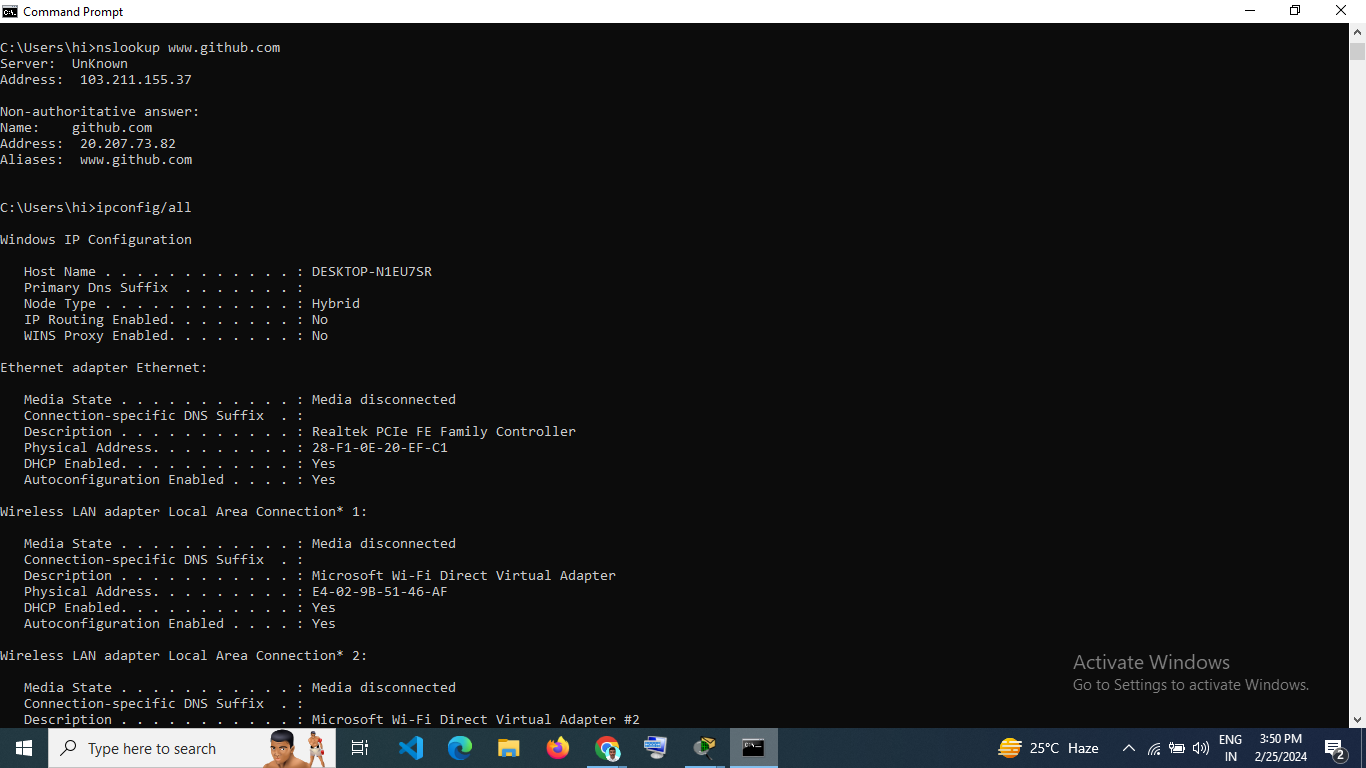 Command Prompt
C:\Users\hi>nslookup www.github.com
Server:  UnKnown
Address:  103.211.155.37
Non-authoritative answer:
Name:    github.com
Address:  20.207.73.82
Aliases:  www.github.com
C:\Users\hi>ipconfig/all
Windows IP Configuration
   Host Name . . . . . . . . . . . . : DESKTOP-N1EU7SR
   Primary Dns Suffix  . . . . . . . :
   Node Type . . . . . . . . . . . . : Hybrid
   IP Routing Enabled. . . . . . . . : No
   WINS Proxy Enabled. . . . . . . . : No
Ethernet adapter Ethernet:
   Media State . . . . . . . . . . . : Media disconnected
   Connection-specific DNS Suffix  . :
   Description . . . . . . . . . . . : Realtek PCIe FE Family Controller
   Physical Address. . . . . . . . . : 28-F1-0E-20-EF-C1
   DHCP Enabled. . . . . . . . . . . : Yes
   Autoconfiguration Enabled . . . . : Yes
Wireless LAN adapter Local Area Connection* 1:
   Media State . . . . . . . . . . . : Media disconnected
   Connection-specific DNS Suffix  . :
   Description . . . . . . . . . . . : Microsoft Wi-Fi Direct Virtual Adapter
   Physical Address. . . . . . . . . : E4-02-9B-51-46-AF
   DHCP Enabled. . . . . . . . . . . : Yes
   Autoconfiguration Enabled . . . . : Yes
Wireless LAN adapter Local Area Connection* 2:
   Media State . . . . . . . . . . . : Media disconnected
   Connection-specific DNS Suffix  . :
   Description . . . . . . . . . . . : Microsoft Wi-Fi Direct Virtual Adapter #2
Activate Windows
Go to Settings to activate Windows.
Type here to search
25°C Haze
ENG
IN
3:50 PM
2/25/2024
2